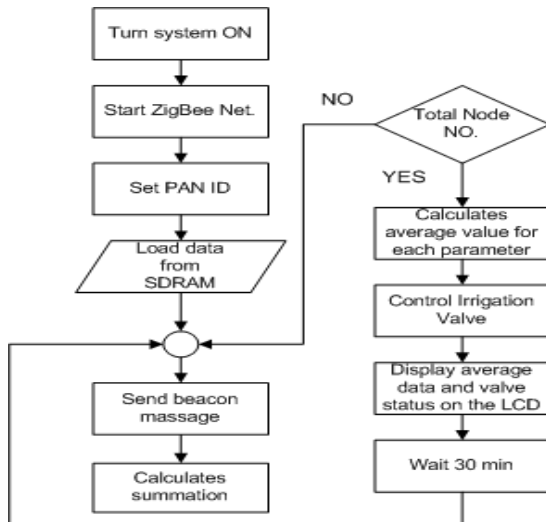 Turn system ON
Start ZigBee Net.
Set PAN ID
Load data
from
SDRAM
Send beacon
massage
Calculates
summation
NO
Total Node
NO.
YES
Calculates
average value for
each parameter
Control Irrigation
Valve
Display average
data and valve
status on the LCD
Wait 30 min